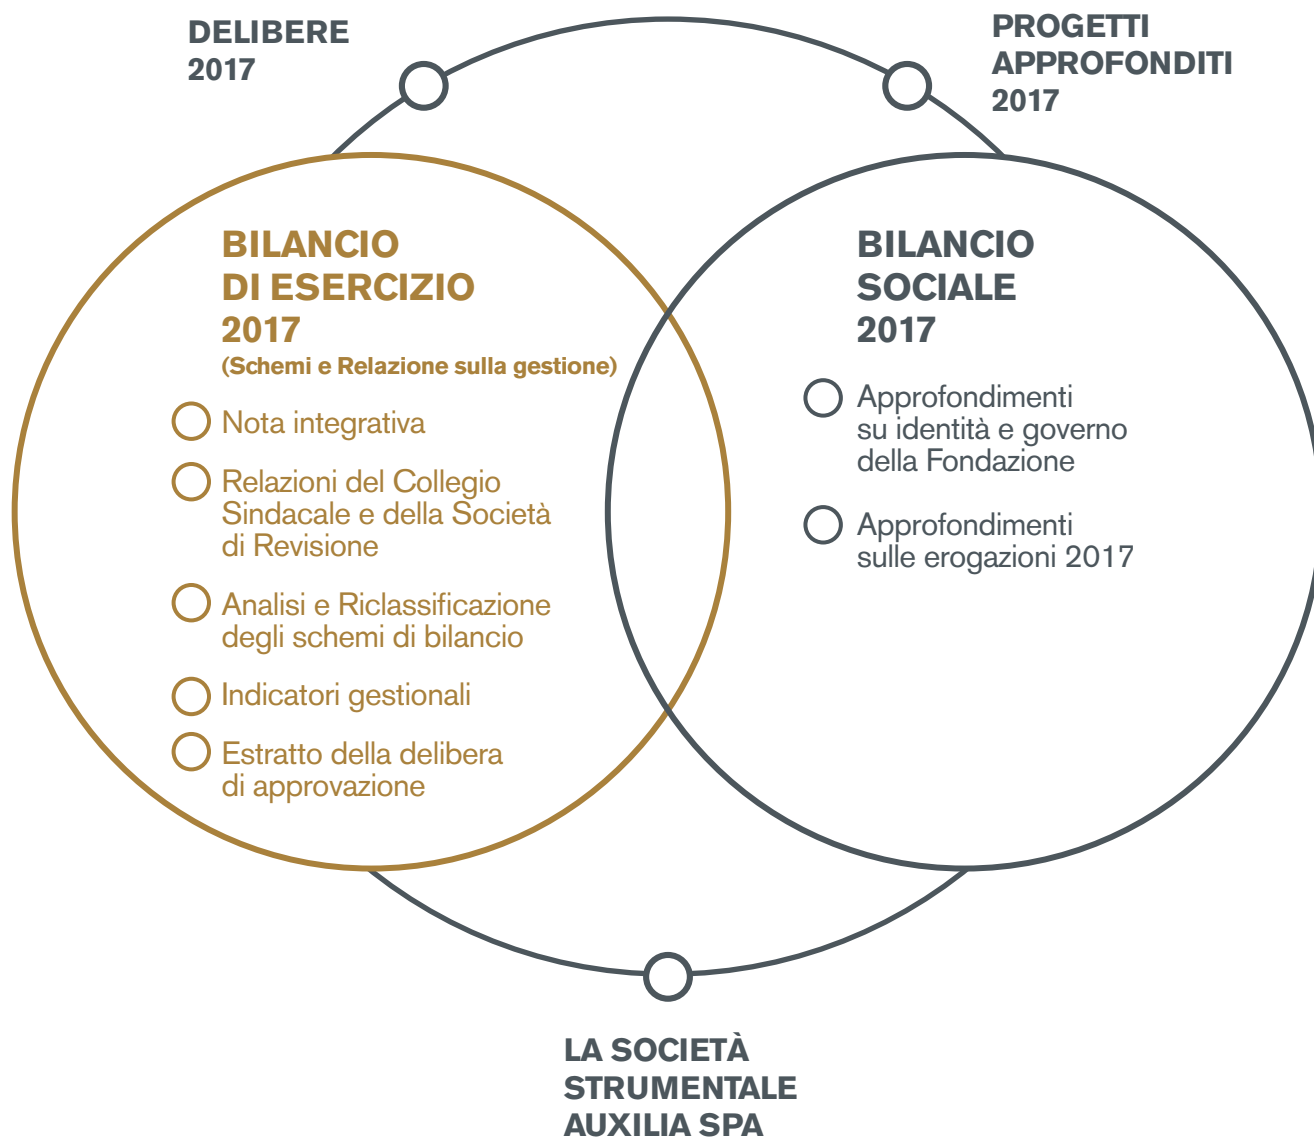 DELIBERE
2017
PROGETTI
APPROFONDITI
2017
BILANCIO
DI ESERCIZIO
2017
(Schemi e Relazione sulla gestione)
Nota integrativa
Relazioni del Collegio
Sindacale e della Società
di Revisione
Analisi e Riclassificazione
degli schemi di bilancio
Indicatori gestionali
Estratto della delibera
di approvazione
BILANCIO
SOCIALE
2017
Approfondimenti
su identità e governo
della Fondazione
Approfondimenti
sulle erogazioni 2017
LA SOCIETÀ
STRUMENTALE
AUXILIA SPA